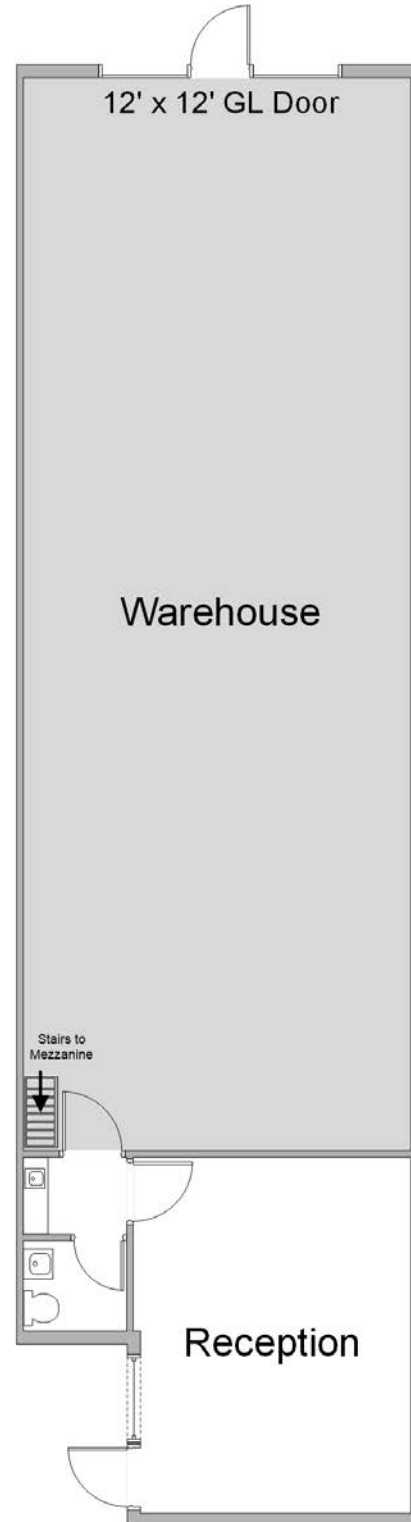 12' x 12' GL Door
Warehouse
Stairs to
Mezzanine
Reception